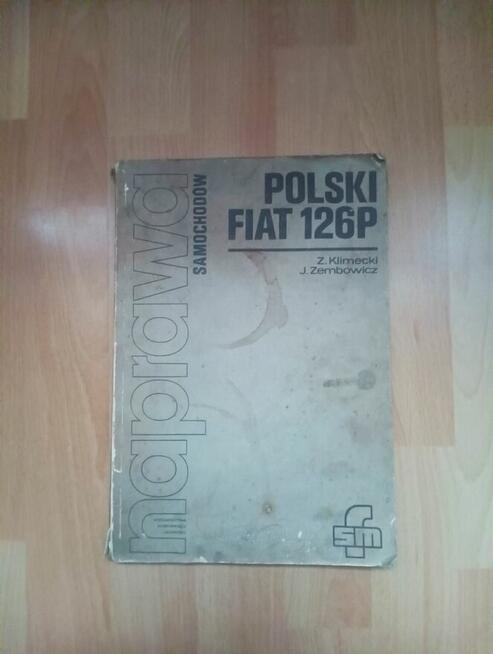 POLSKI
FIAT 126P
Z. Klimecki
J. Zembowicz
naprawa
SAMOCHODÓW
sfm